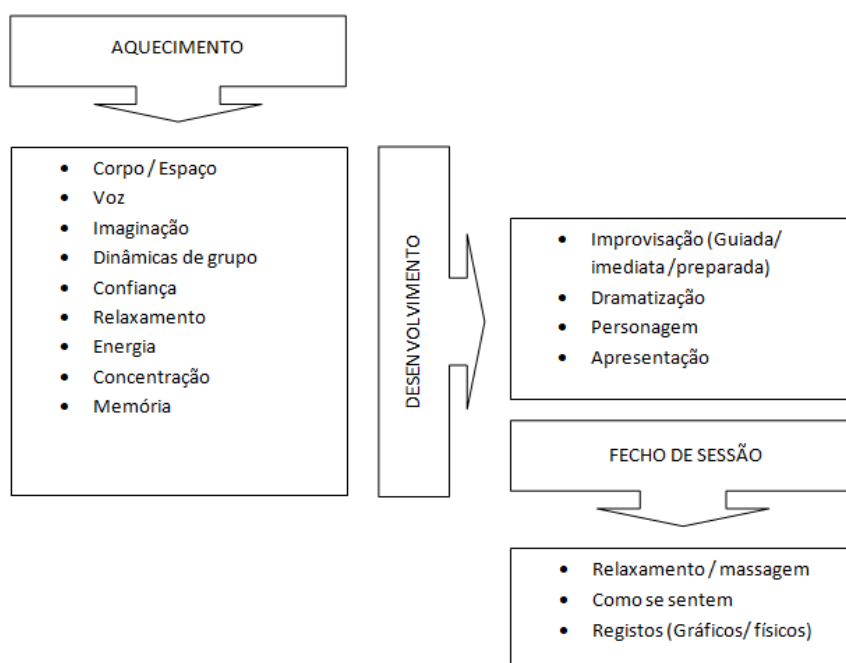 AQUECIMENTO
• Corpo / Espaço
• Voz
• Imaginação
• Dinâmicas de grupo
• Confiança
• Relaxamento
• Energia
• Concentração
• Memória
DESENVOLVIMENTO
• Improvisação (Guiada/
imediata /preparada)
• Dramatização
• Personagem
• Apresentação
FECHO DE SESSÃO
• Relaxamento / massagem
• Como se sentem
• Registos (Gráficos/ físicos)